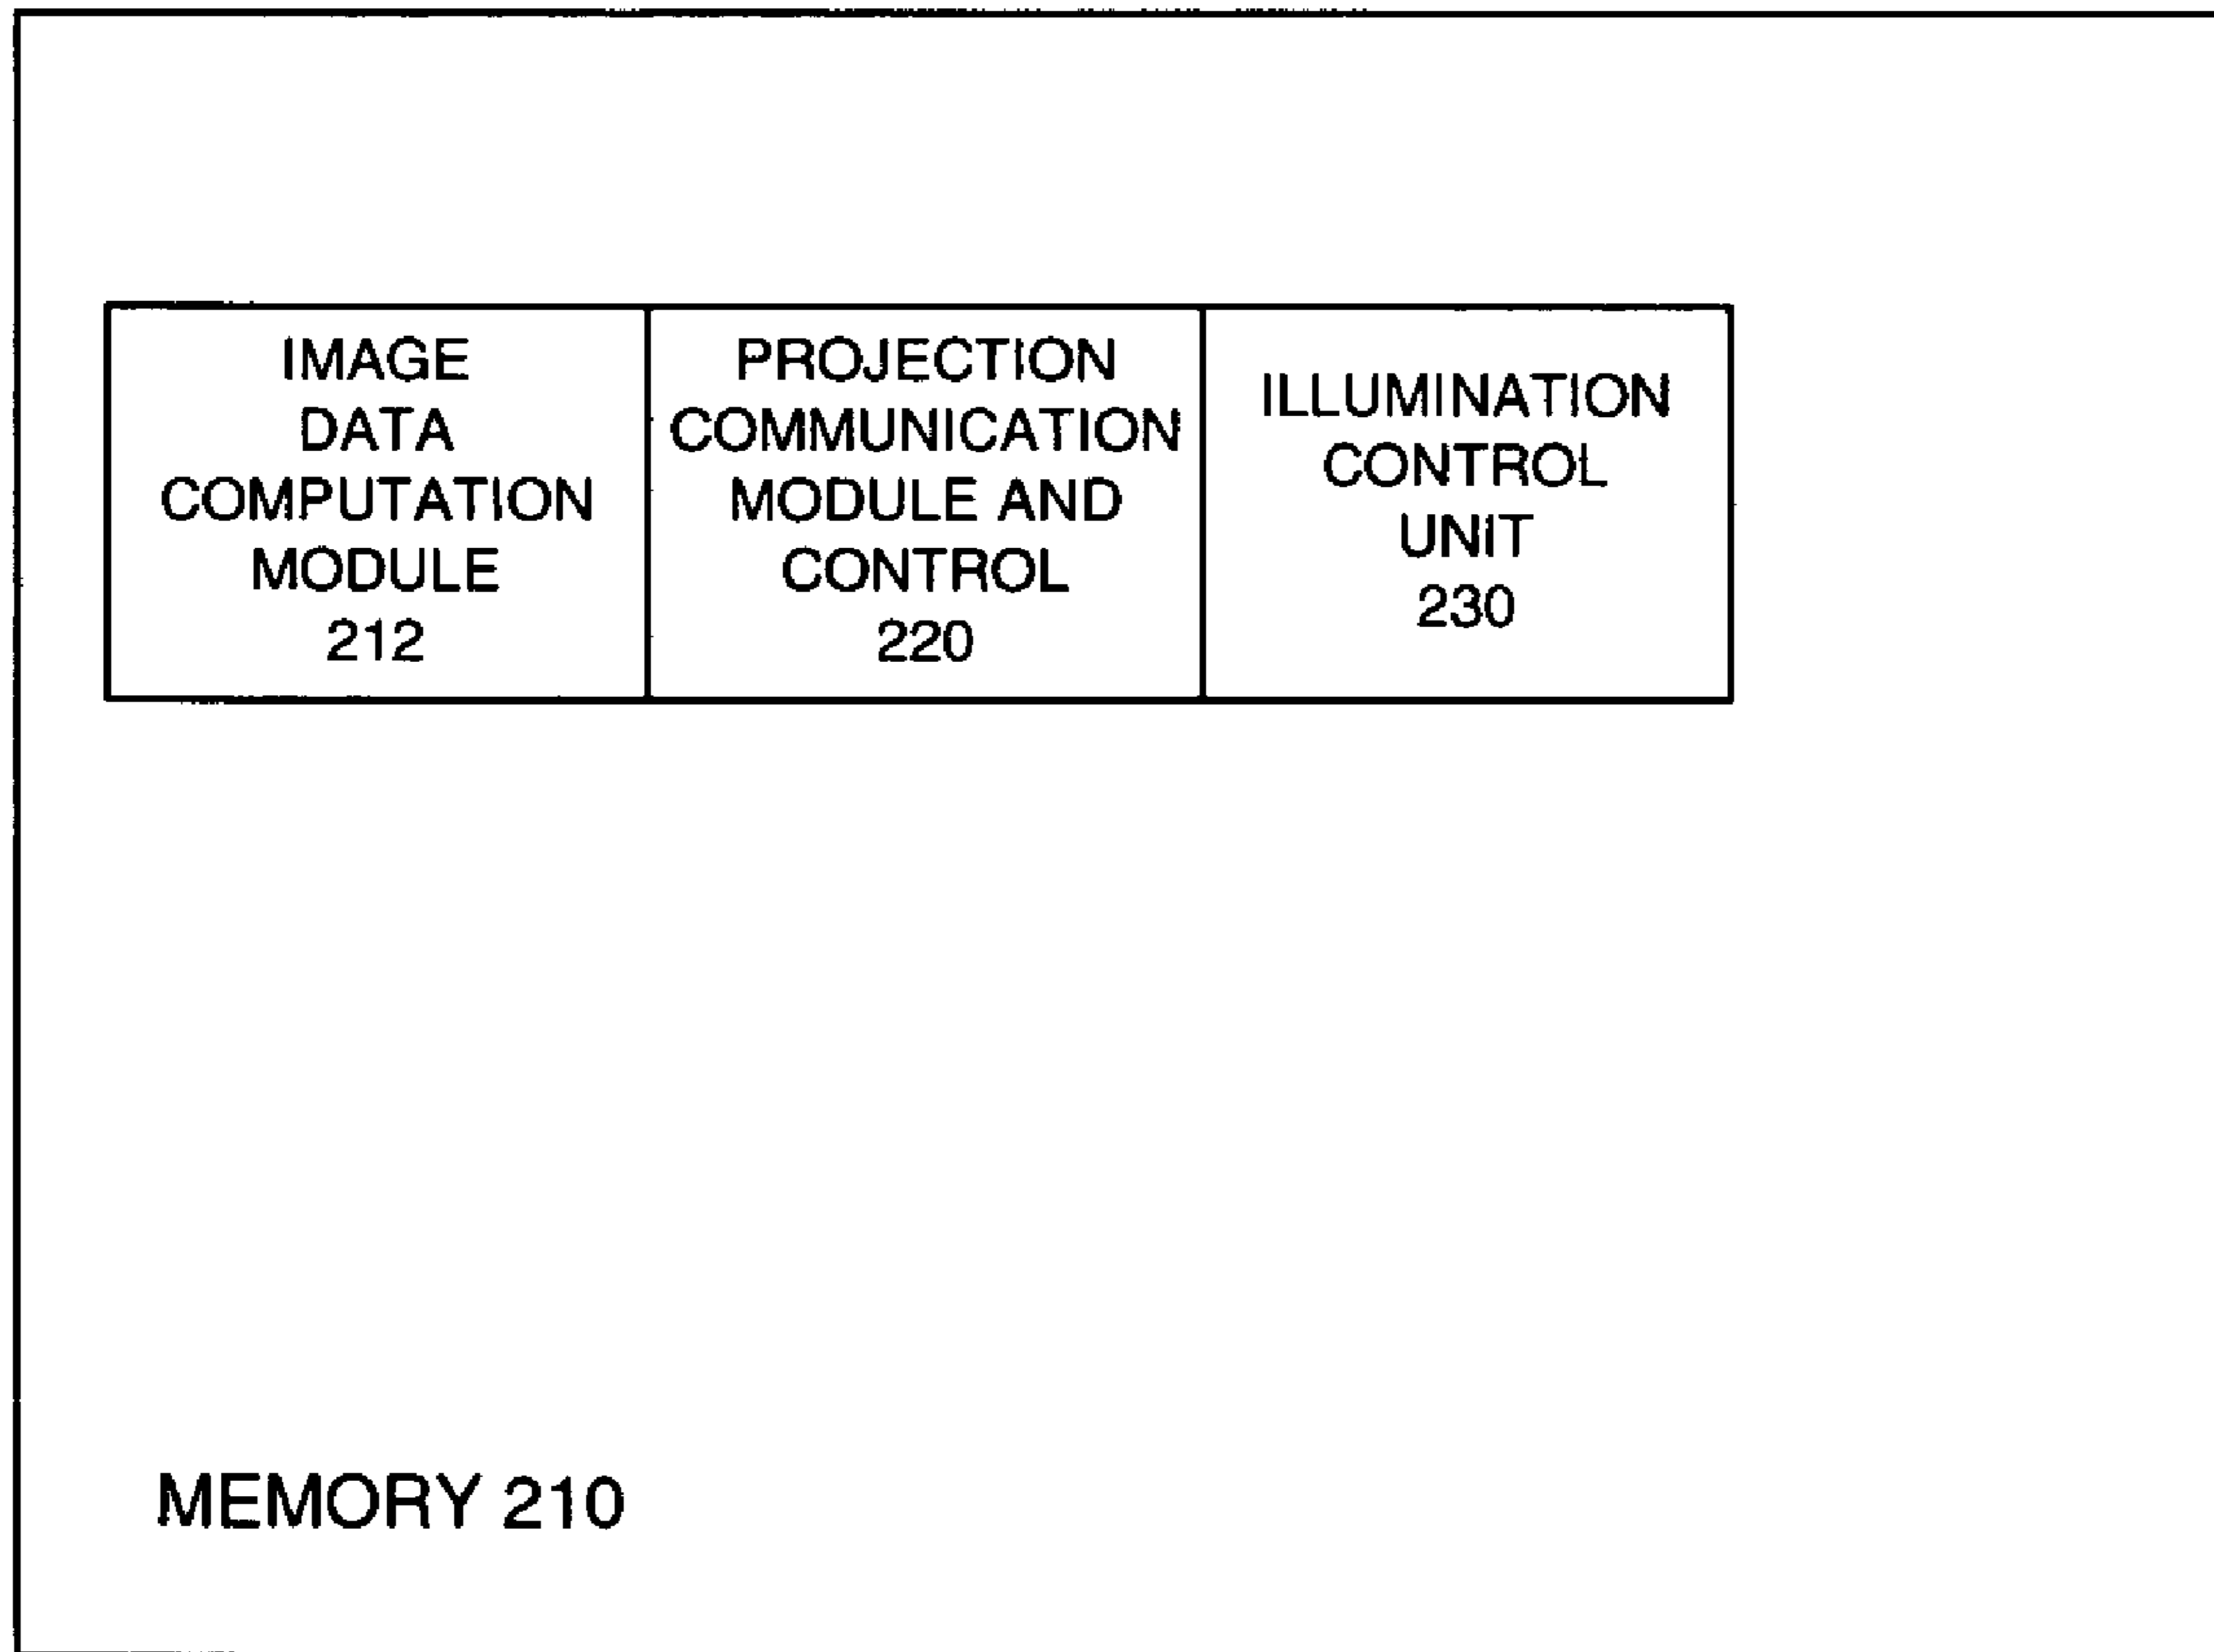 IMAGE
DATA
COMPUTATION
MODULE
212
PROJECTION
COMMUNICATION
MODULE AND
CONTROL
220
ILLUMINATION
CONTROL
UNIT
230
MEMORY 210